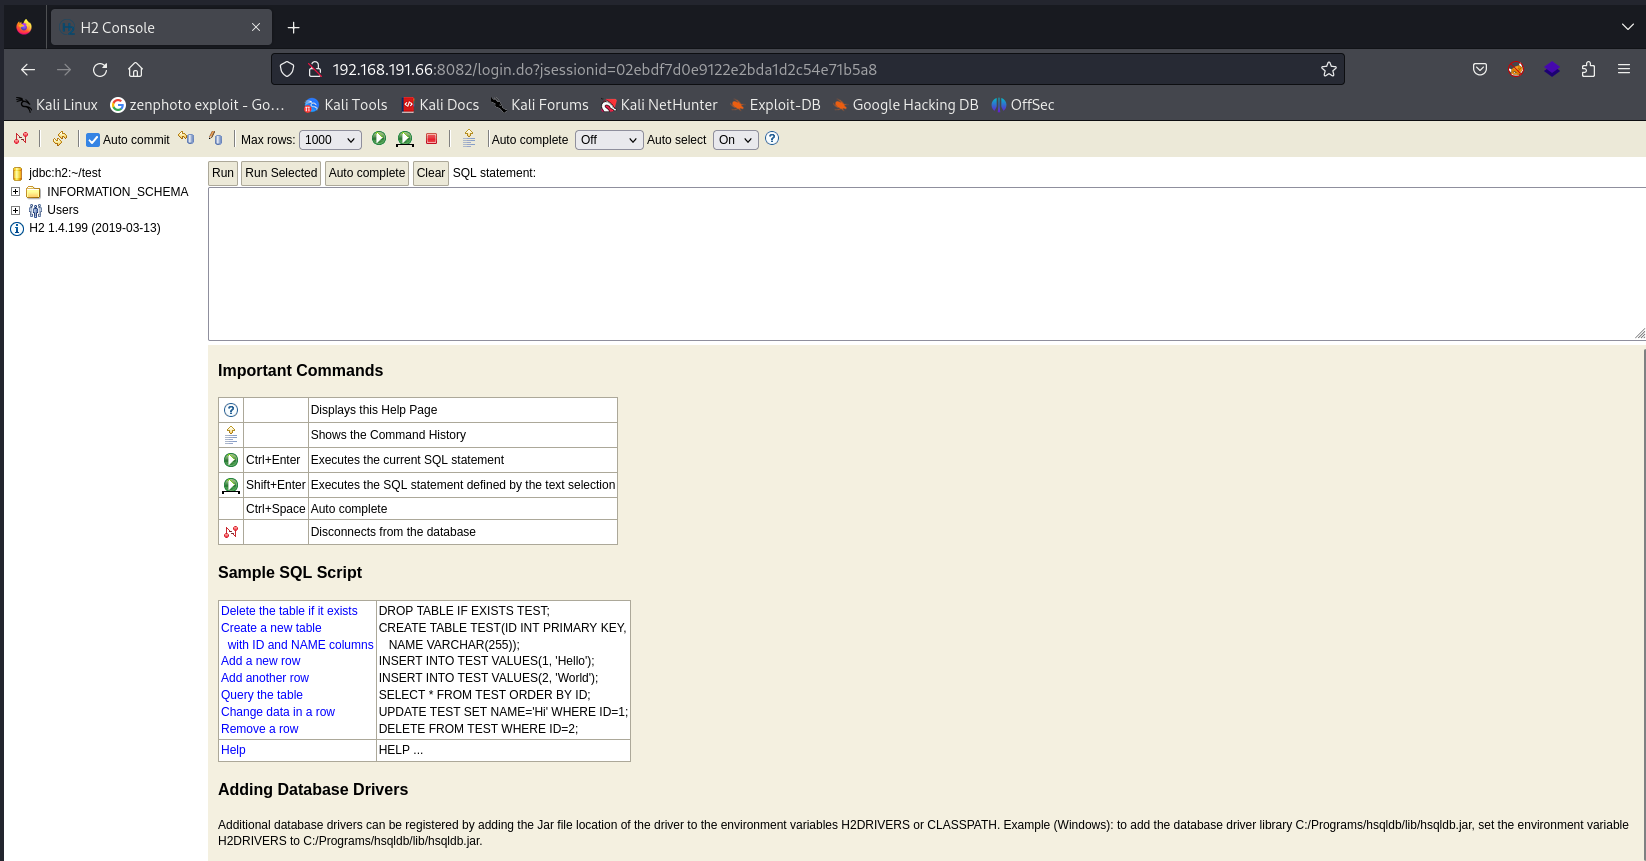 H2 Console
192.168.191.66:8082/login.do?jsessionid=02ebdf7d0e9122e2bda1d2c54e71b5a8
Kali Linux zenphoto exploit - Go… Kali Tools Kali Docs Kali Forums Kali NetHunter Exploit-DB Google Hacking DB OffSec
Auto commit Max rows: 1000 Auto complete Off Auto select On
jdbc:h2:~/test
INFORMATION_SCHEMA
Users
H2 1.4.199 (2019-03-13)
Run Run Selected Auto complete Clear SQL statement:
Important Commands
Displays this Help Page
Shows the Command History
Ctrl+Enter Executes the current SQL statement
Shift+Enter Executes the SQL statement defined by the text selection
Ctrl+Space Auto complete
Disconnects from the database
Sample SQL Script
Delete the table if it exists DROP TABLE IF EXISTS TEST;
Create a new table CREATE TABLE TEST(ID INT PRIMARY KEY,
with ID and NAME columns NAME VARCHAR(255));
Add a new row INSERT INTO TEST VALUES(1, 'Hello');
Add another row INSERT INTO TEST VALUES(2, 'World');
Query the table SELECT * FROM TEST ORDER BY ID;
Change data in a row UPDATE TEST SET NAME='Hi' WHERE ID=1;
Remove a row DELETE FROM TEST WHERE ID=2;
Help HELP ...
Adding Database Drivers
Additional database drivers can be registered by adding the Jar file location of the driver to the environment variables H2DRIVERS or CLASSPATH. Example (Windows): to add the database driver library C:/Programs/hsqldb/lib/hsqldb.jar, set the environment variable
H2DRIVERS to C:/Programs/hsqldb/lib/hsqldb.jar.